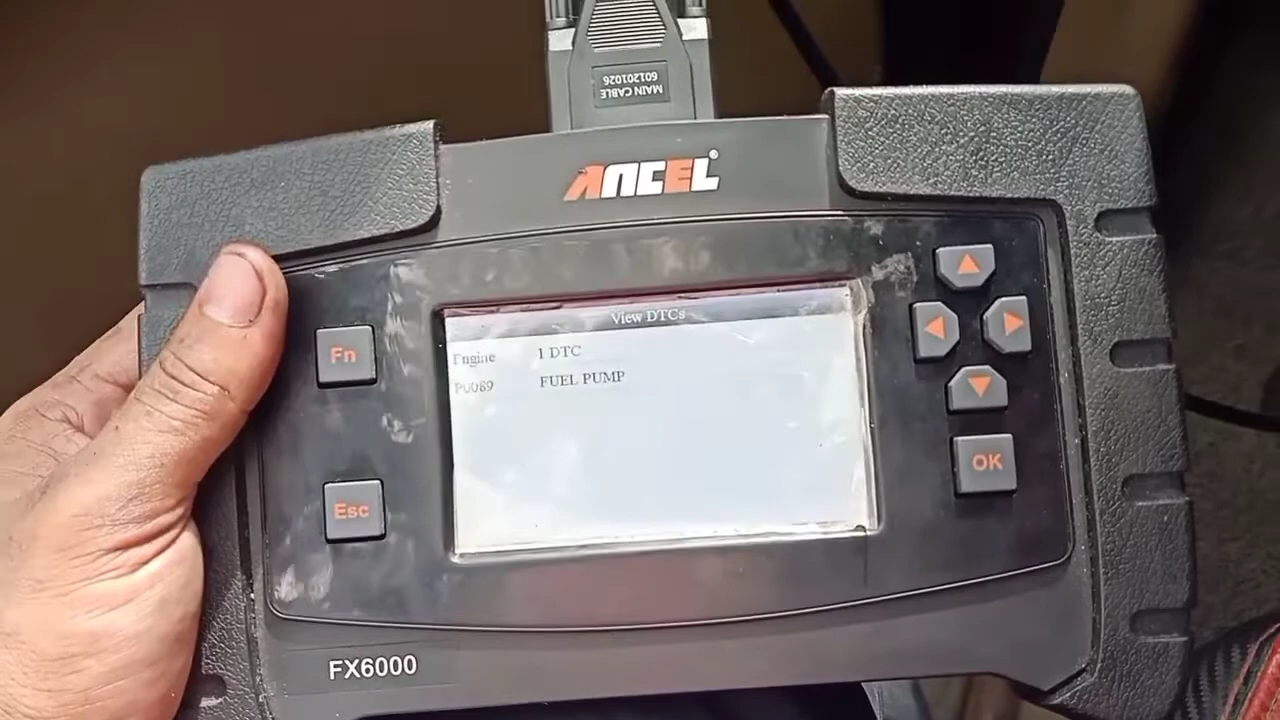 MAIN CABLE
601201026
ANCEL®
View DTCs
Engine 1 DTC
P0089 FUEL PUMP
Fn
Esc
OK
FX6000